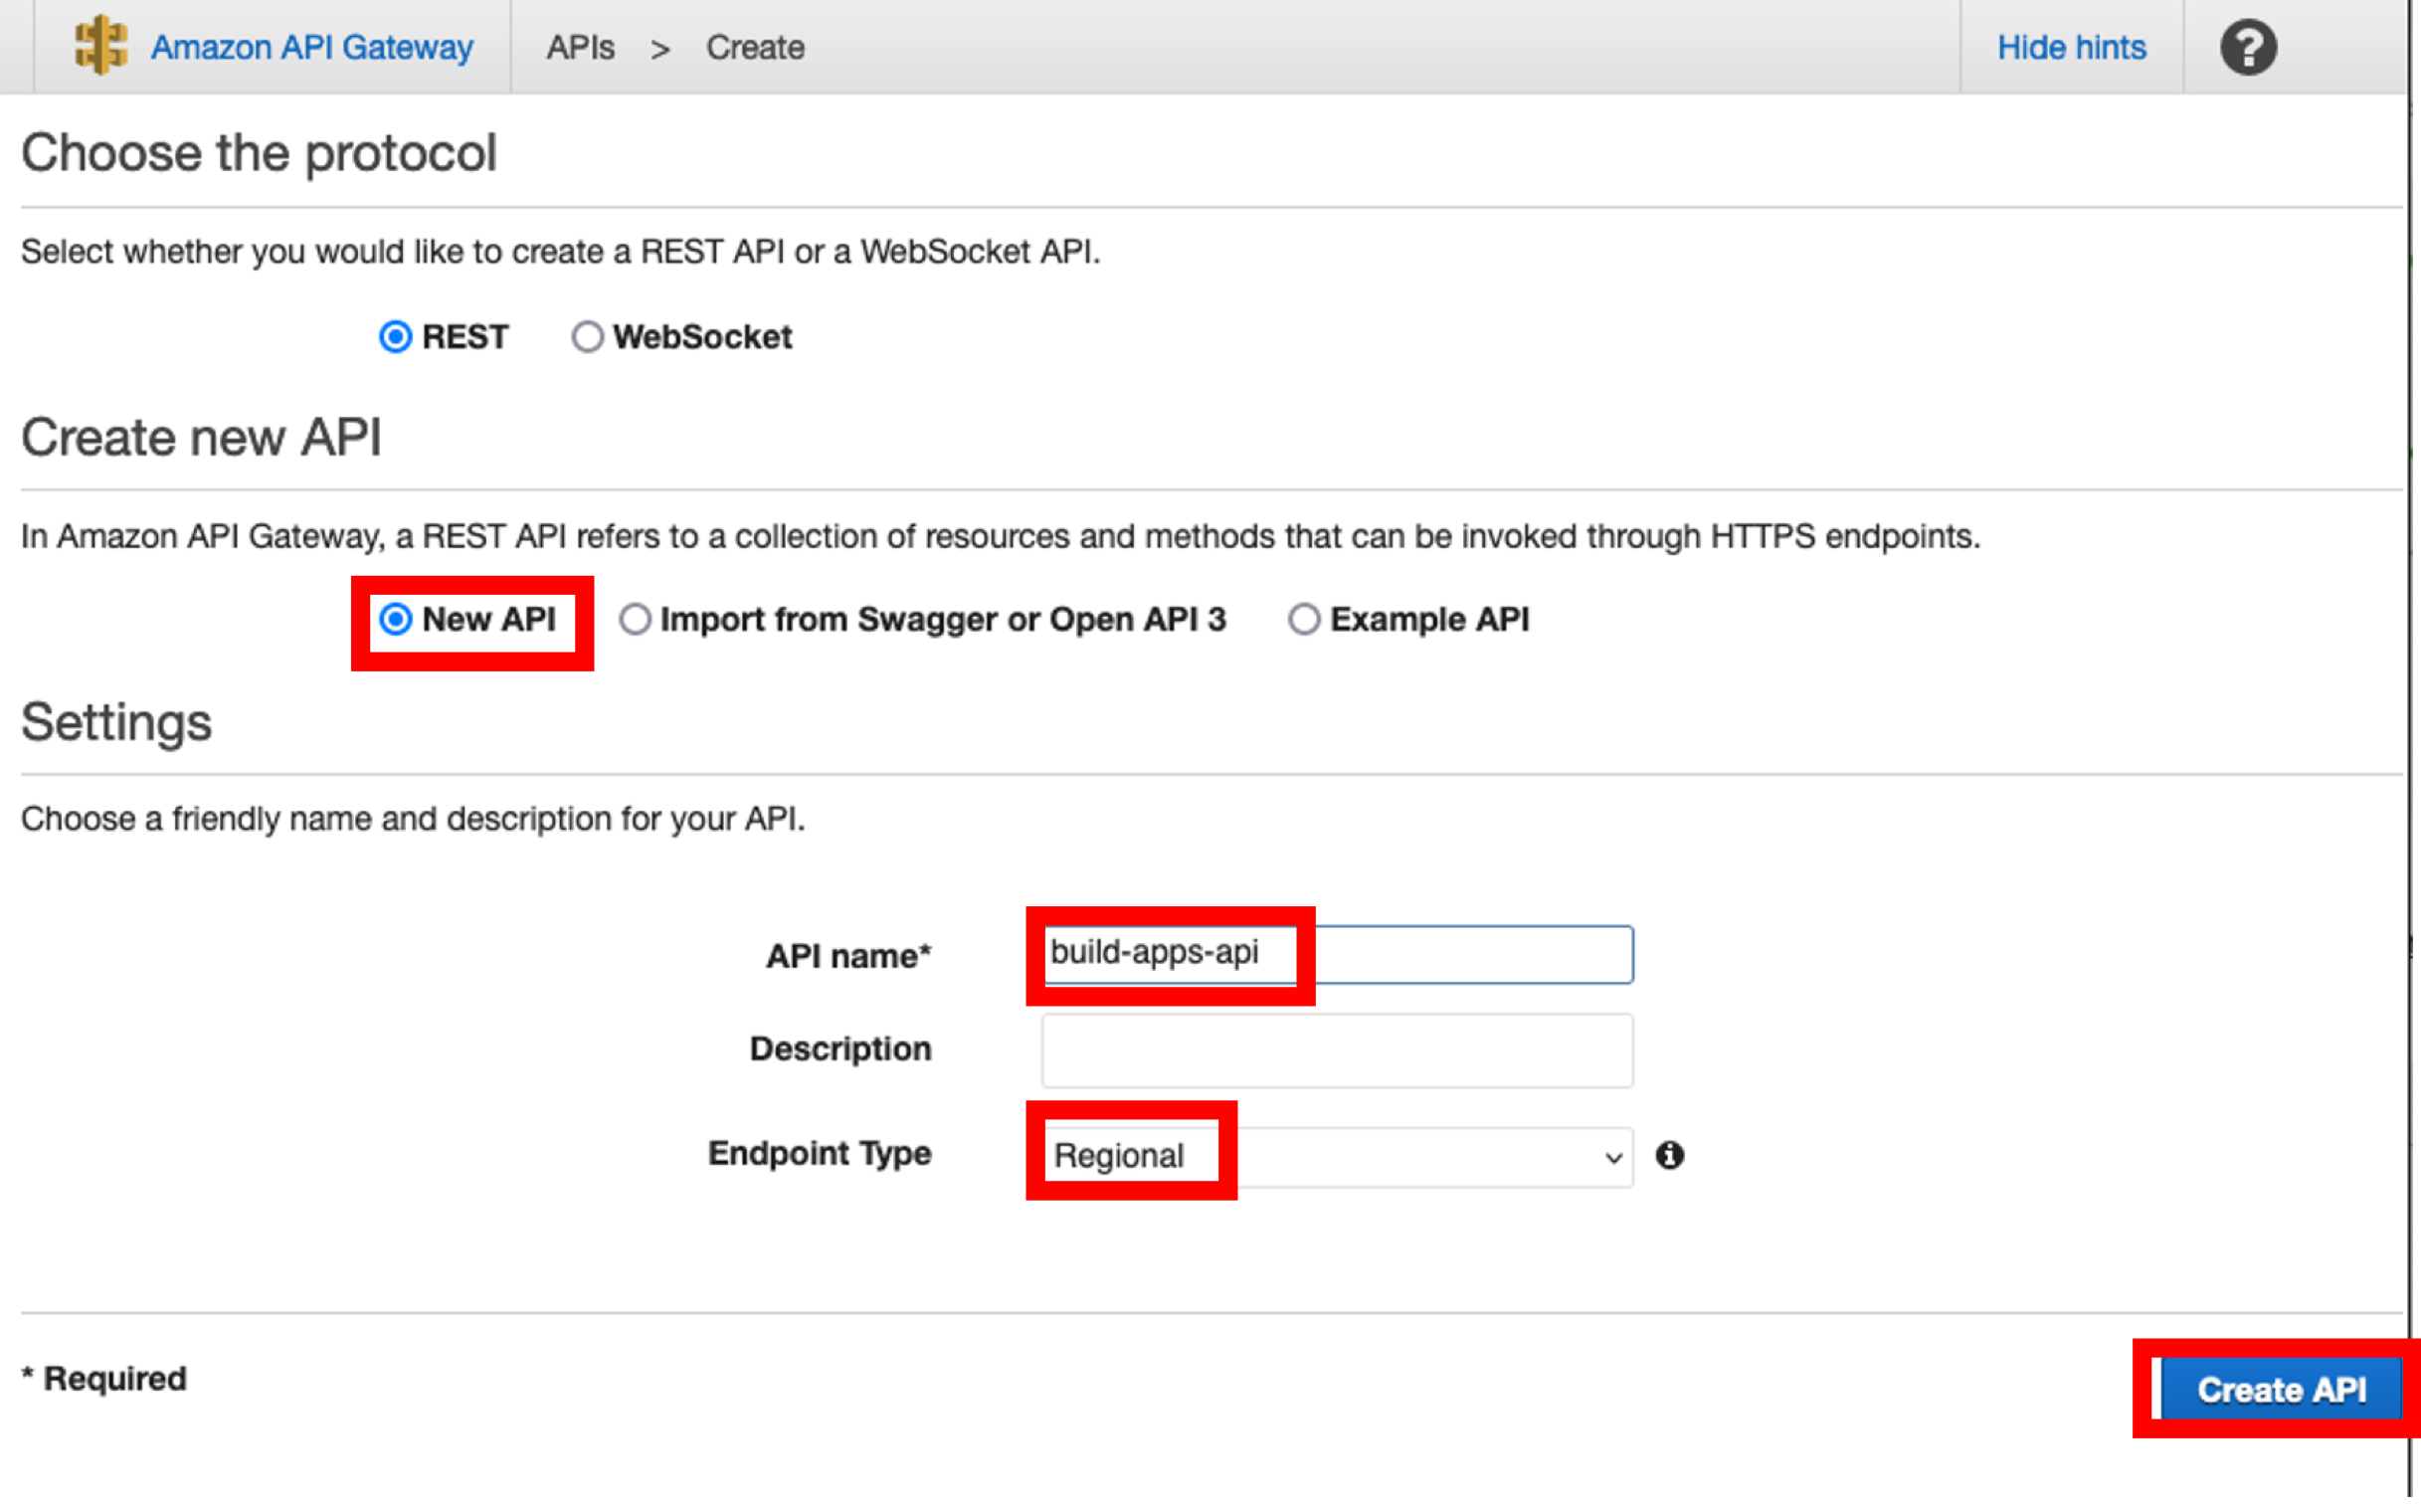 Amazon API Gateway APIs > Create Hide hints ?
Choose the protocol
Select whether you would like to create a REST API or a WebSocket API.
REST WebSocket
Create new API
In Amazon API Gateway, a REST API refers to a collection of resources and methods that can be invoked through HTTPS endpoints.
New API Import from Swagger or Open API 3 Example API
Settings
Choose a friendly name and description for your API.
API name* build-apps-api
Description
Endpoint Type Regional
* Required
Create API